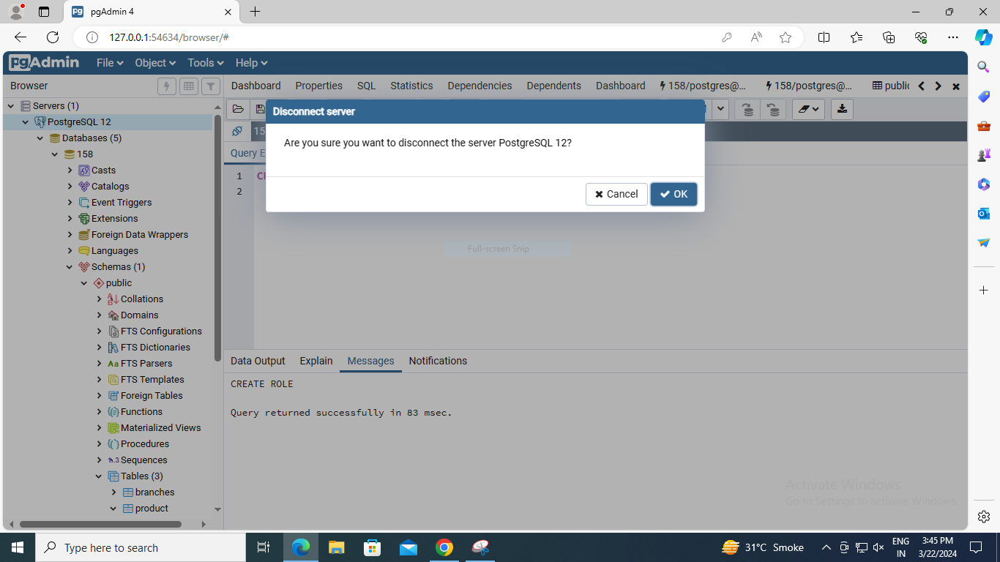 pgAdmin 4
127.0.0.1:54634/browser/#
pgAdmin File Object Tools Help
Browser
Dashboard Properties SQL Statistics Dependencies Dependents Dashboard 158/postgres@... 158/postgres@... public
Servers (1)
PostgreSQL 12
Databases (5)
158
Casts
Catalogs
Event Triggers
Extensions
Foreign Data Wrappers
Languages
Schemas (1)
public
Collations
Domains
FTS Configurations
FTS Dictionaries
Aa FTS Parsers
FTS Templates
Foreign Tables
Functions
Materialized Views
Procedures
1..3 Sequences
Tables (3)
branches
product
Disconnect server
Are you sure you want to disconnect the server PostgreSQL 12?
Cancel OK
15
Query E
1
2
Full-screen Snip
Data Output Explain Messages Notifications
CREATE ROLE
Query returned successfully in 83 msec.
Activate Windows
Go to Settings to activate Windows.
Type here to search
31°C Smoke
ENG
IN
3:45 PM
3/22/2024